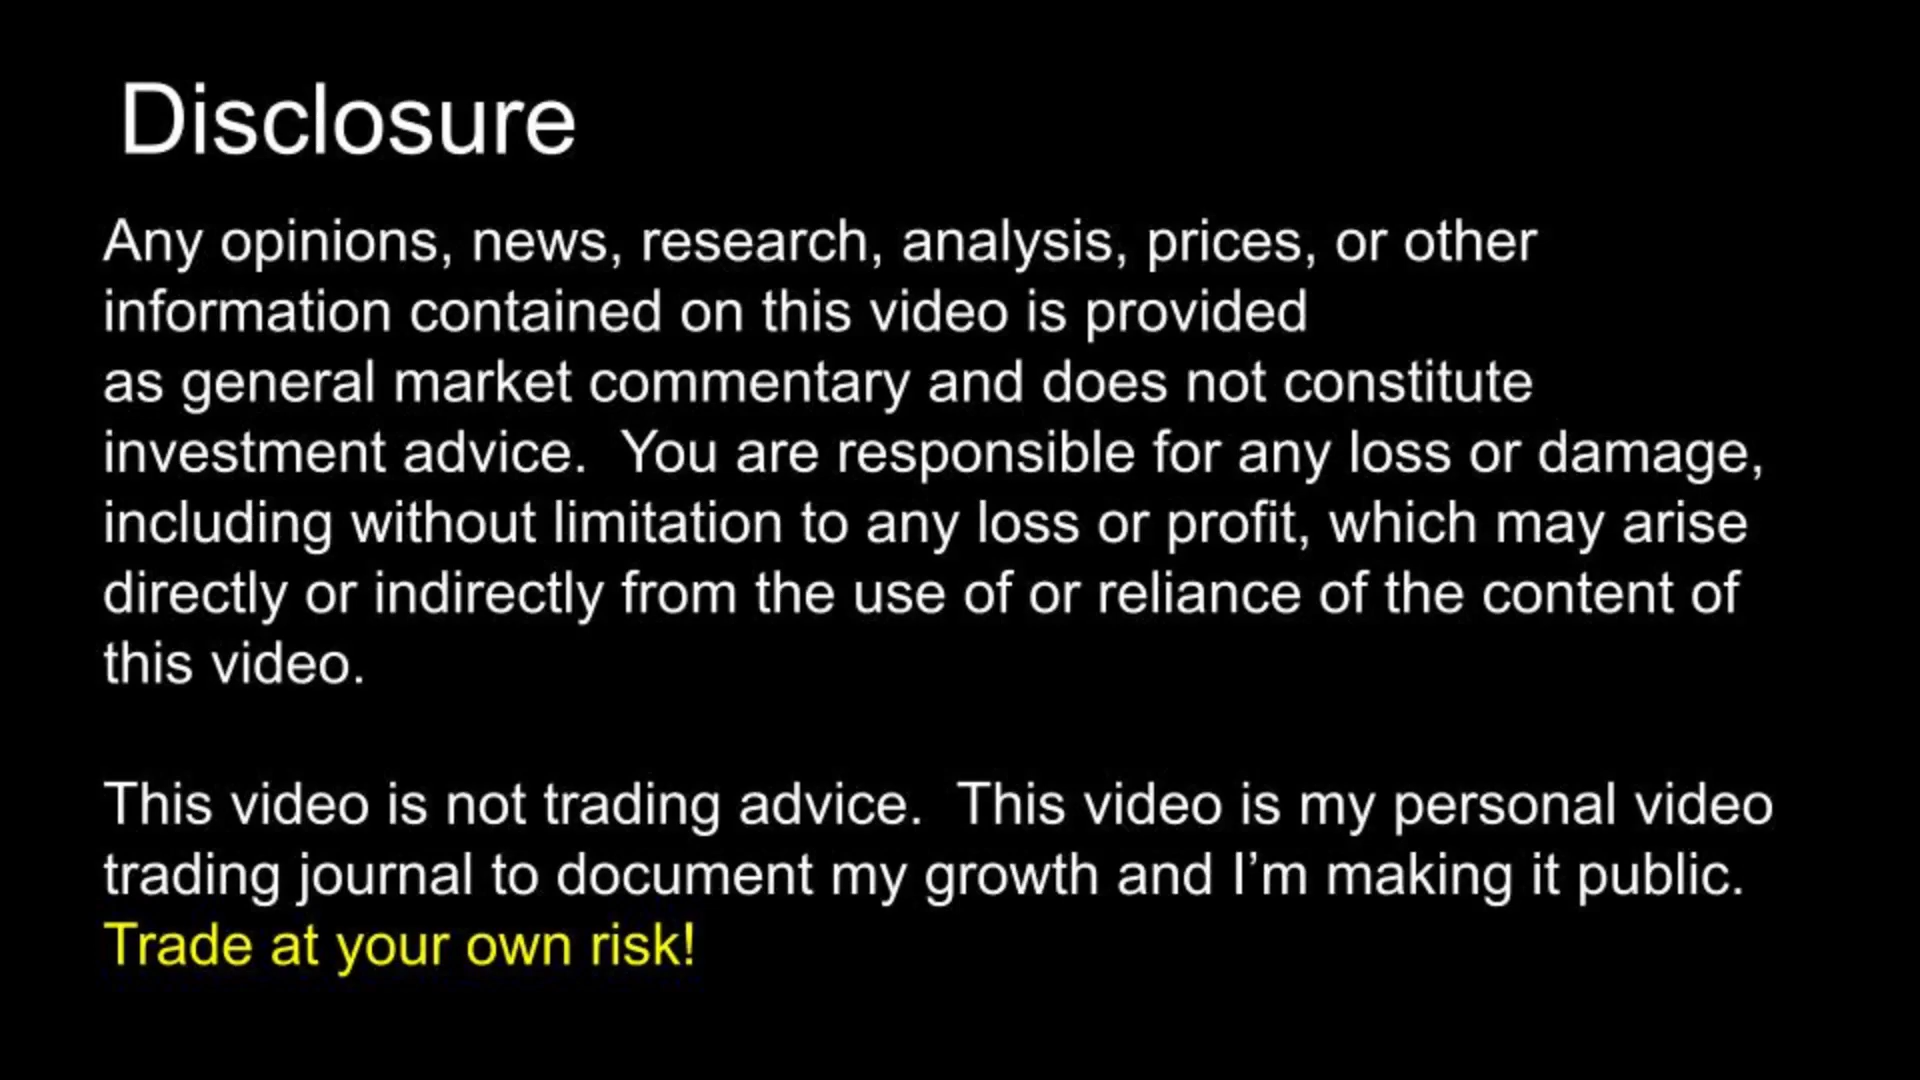 Disclosure
Any opinions, news, research, analysis, prices, or other
information contained on this video is provided
as general market commentary and does not constitute
investment advice.  You are responsible for any loss or damage,
including without limitation to any loss or profit, which may arise
directly or indirectly from the use of or reliance of the content of
this video.
This video is not trading advice.  This video is my personal video
trading journal to document my growth and I’m making it public.
Trade at your own risk!